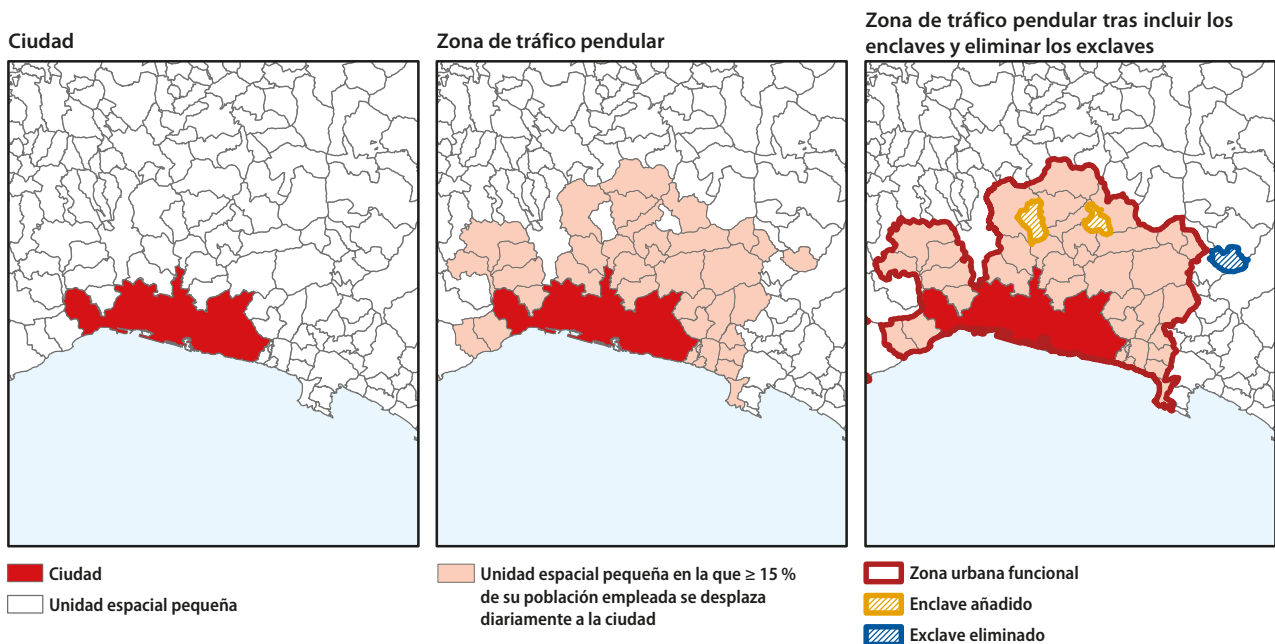 Ciudad
Zona de tráfico pendular
Zona de tráfico pendular tras incluir los
enclaves y eliminar los exclaves
Ciudad
Unidad espacial pequeña
Unidad espacial pequeña en la que ≥ 15 %
de su población empleada se desplaza
diariamente a la ciudad
Zona urbana funcional
Enclave añadido
Exclave eliminado